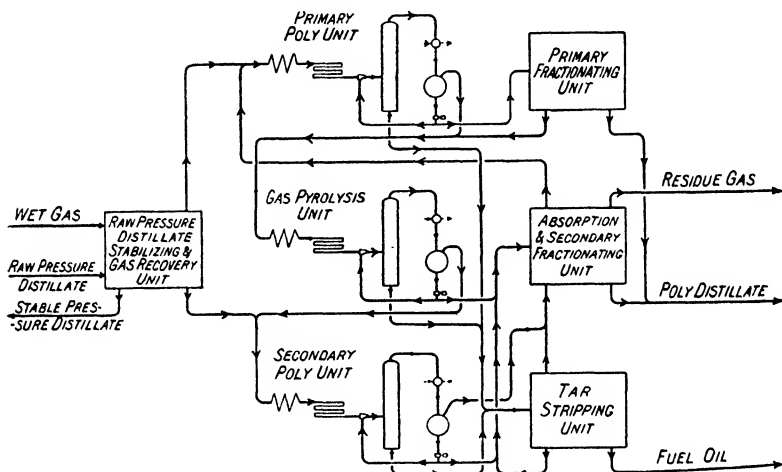 PRIMARY
POLY UNIT
PRIMARY
FRACTIONATING
UNIT
GAS PYROLYSIS
UNIT
WET GAS
RAW PRESSURE
DISTILLATE
STABILIZING &
GAS RECOVERY
UNIT
RAW PRESSURE
DISTILLATE
STABLE PRES-
-SURE DISTILLATE
ABSORPTION
& SECONDARY
FRACTIONATING
UNIT
RESIDUE GAS
POLY DISTILLATE
SECONDARY
POLY UNIT
TAR
STRIPPING
UNIT
FUEL OIL